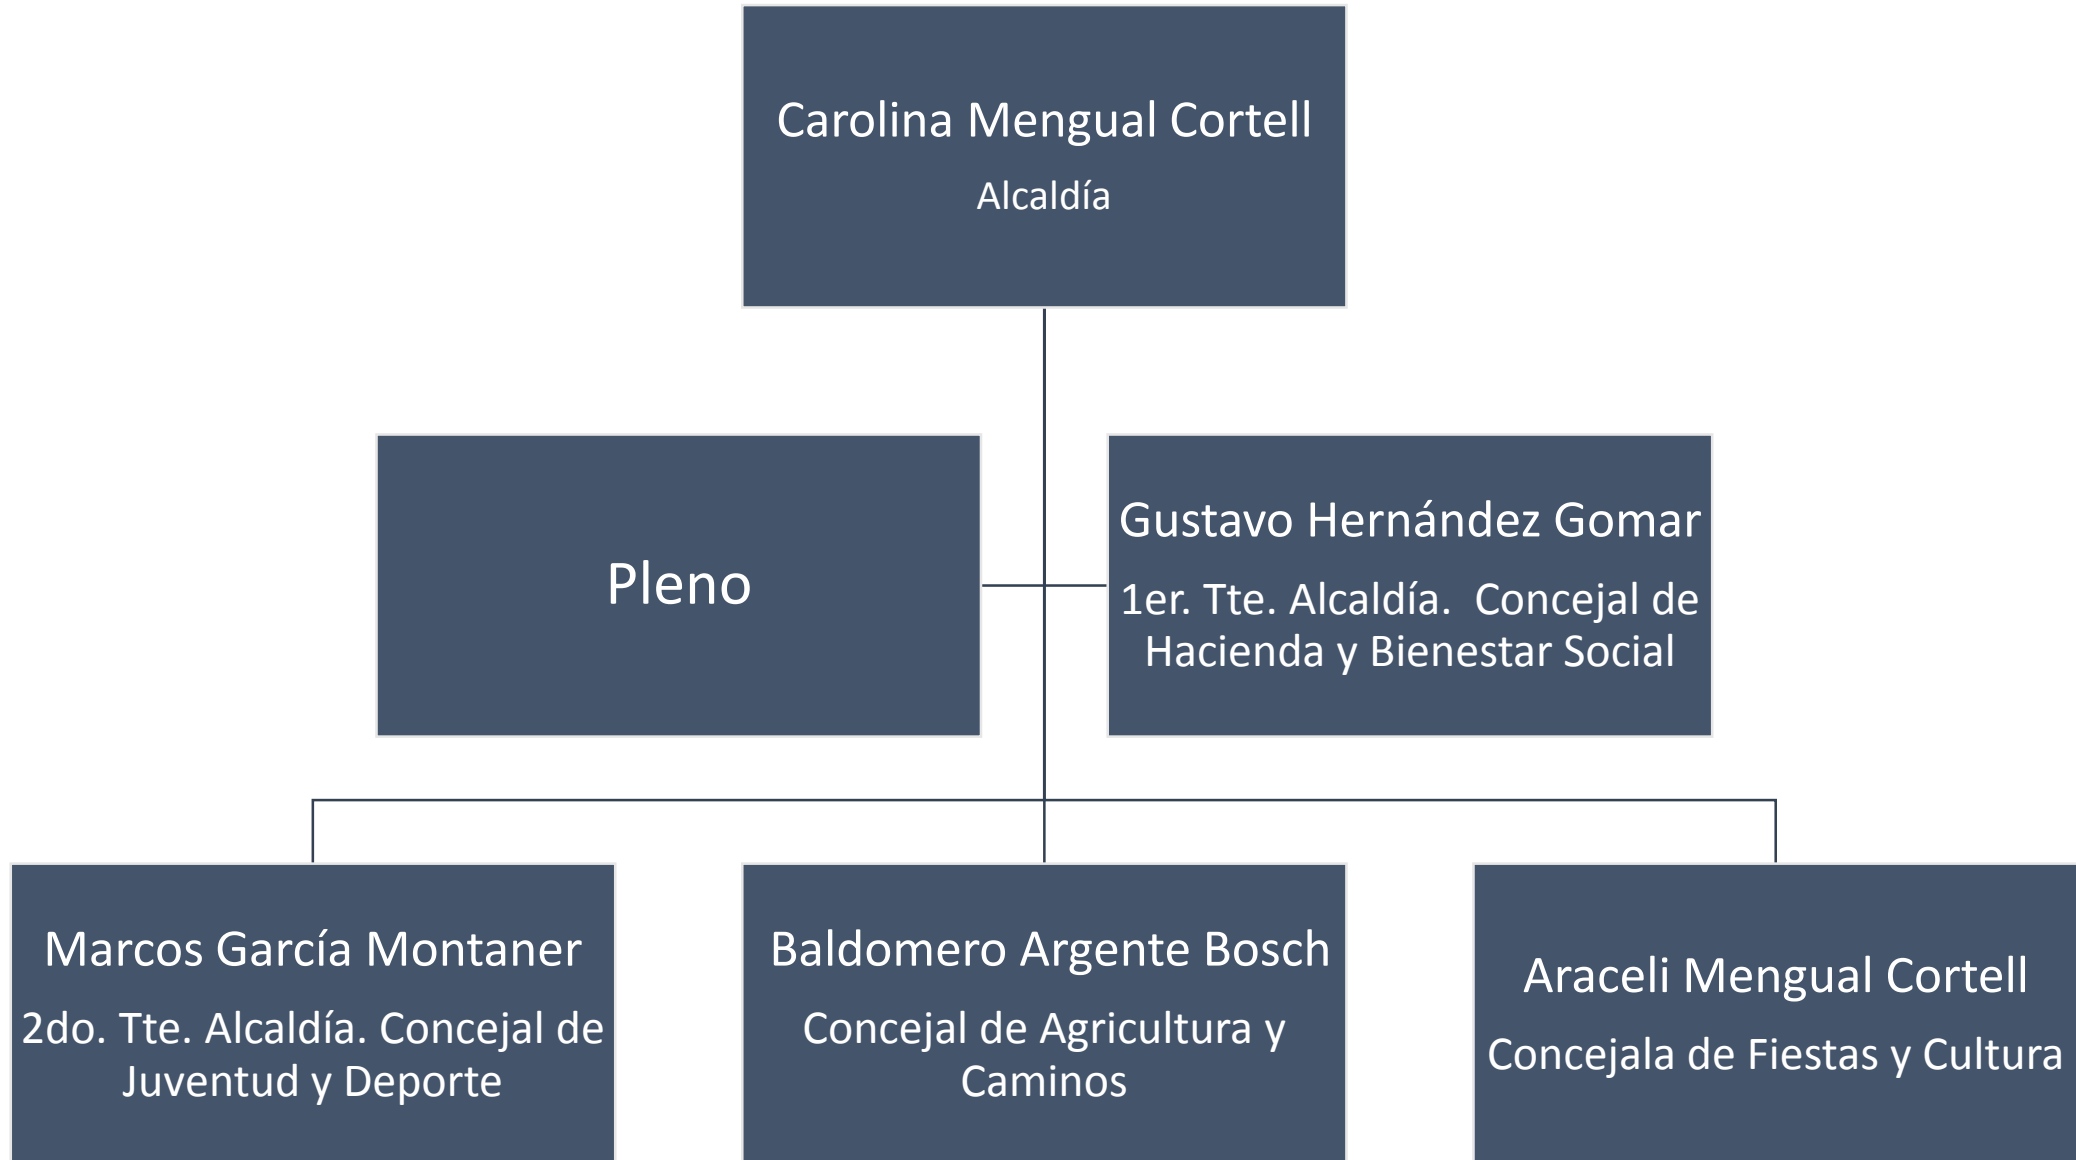 Carolina Mengual Cortell
Alcaldía
Pleno
Gustavo Hernández Gomar
1er. Tte. Alcaldía.  Concejal de
Hacienda y Bienestar Social
Marcos García Montaner
2do. Tte. Alcaldía. Concejal de
Juventud y Deporte
Baldomero Argente Bosch
Concejal de Agricultura y
Caminos
Araceli Mengual Cortell
Concejala de Fiestas y Cultura